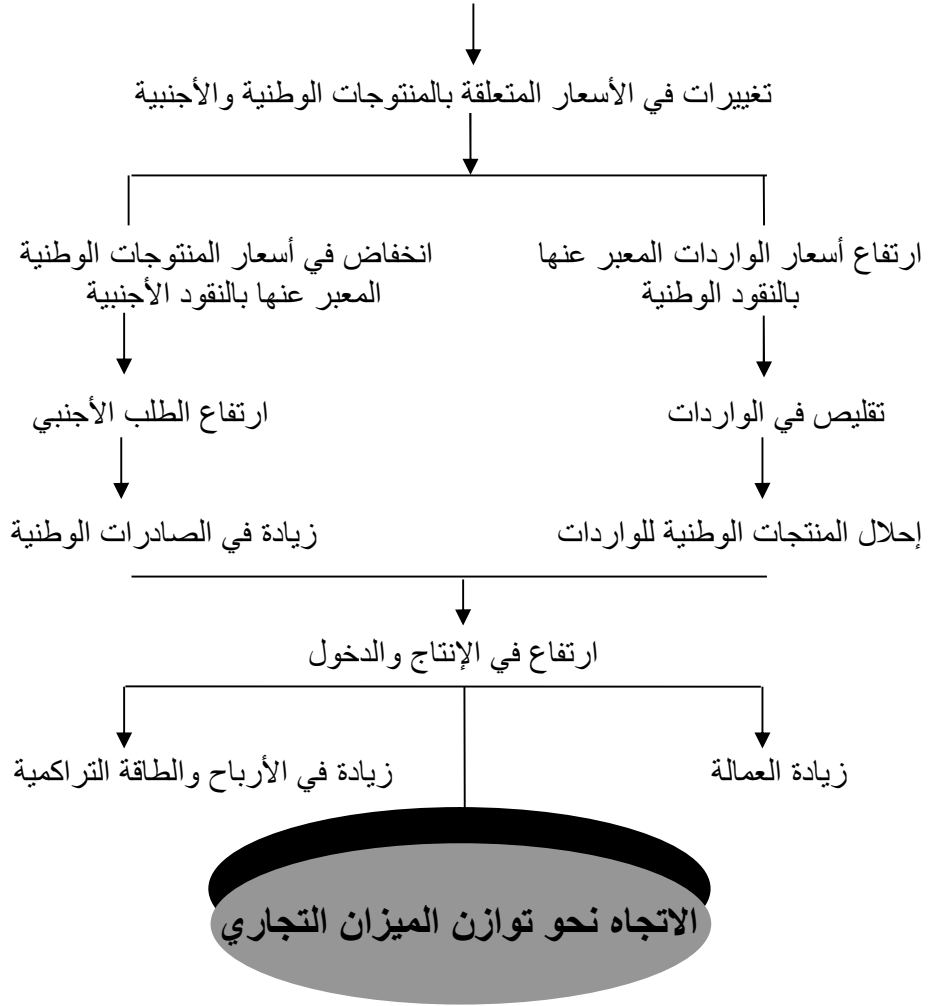 تغييرات في الأسعار المتعلقة بالمنتوجات الوطنية والأجنبية
ارتفاع أسعار الواردات المعبر عنها
بالنقود الوطنية
انخفاض في أسعار المنتوجات الوطنية
المعبر عنها بالنقود الأجنبية
تقليص في الواردات
ارتفاع الطلب الأجنبي
إحلال المنتجات الوطنية للواردات
زيادة في الصادرات الوطنية
ارتفاع في الإنتاج والدخول
زيادة العمالة
زيادة في الأرباح والطاقة التراكمية
الاتجاه نحو توازن الميزان التجاري